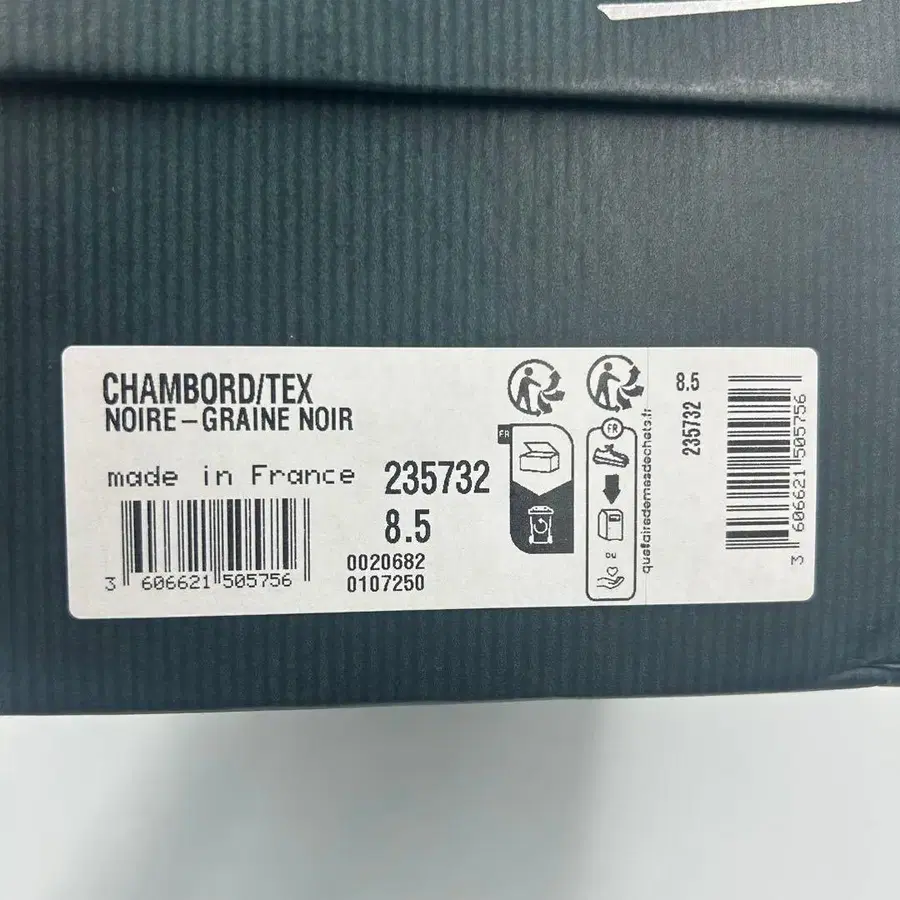 CHAMBORD/TEX
NOIRE-GRAINE NOIR
made in France
235732
8.5
0020682
0107250
3 606621 505756
FR
FR
OU
quefairedemesdechets.fr
8.5
235732
3 606621 505756